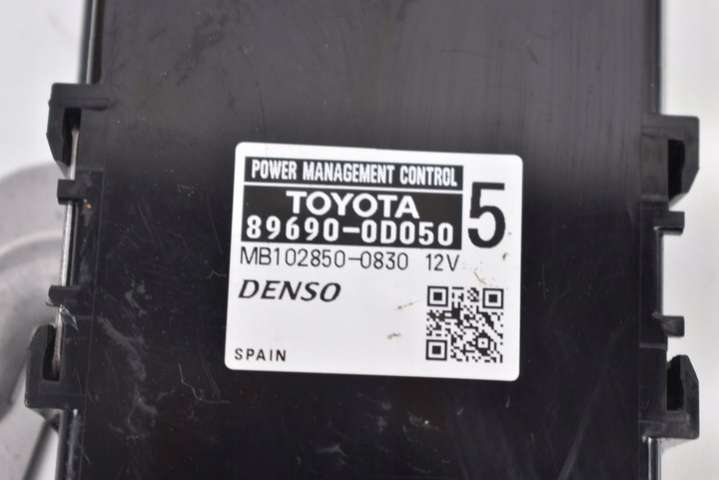 POWER MANAGEMENT CONTROL
TOYOTA
89690-0D050 5
MB102850-0830 12V
DENSO
SPAIN